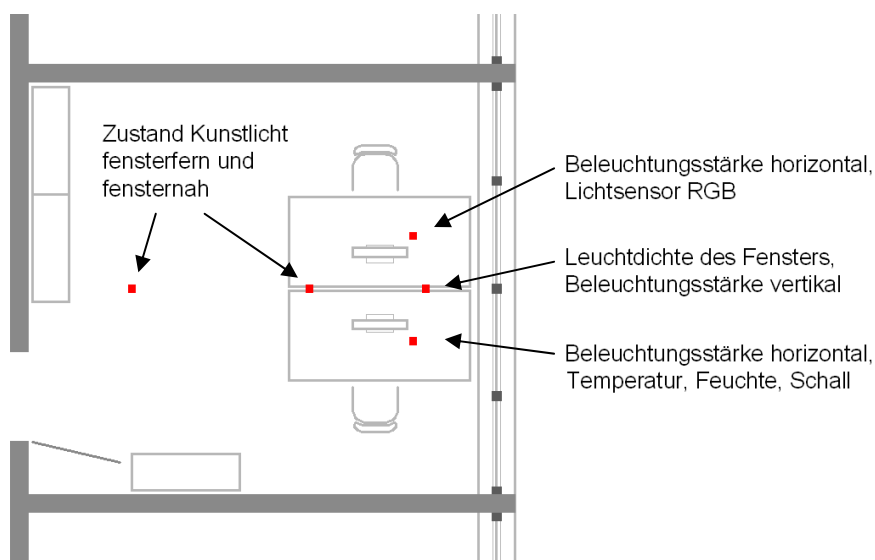 Zustand Kunstlicht
fensterfern und
fensternah
Beleuchtungsstärke horizontal,
Lichtsensor RGB
Leuchtdichte des Fensters,
Beleuchtungsstärke vertikal
Beleuchtungsstärke horizontal,
Temperatur, Feuchte, Schall